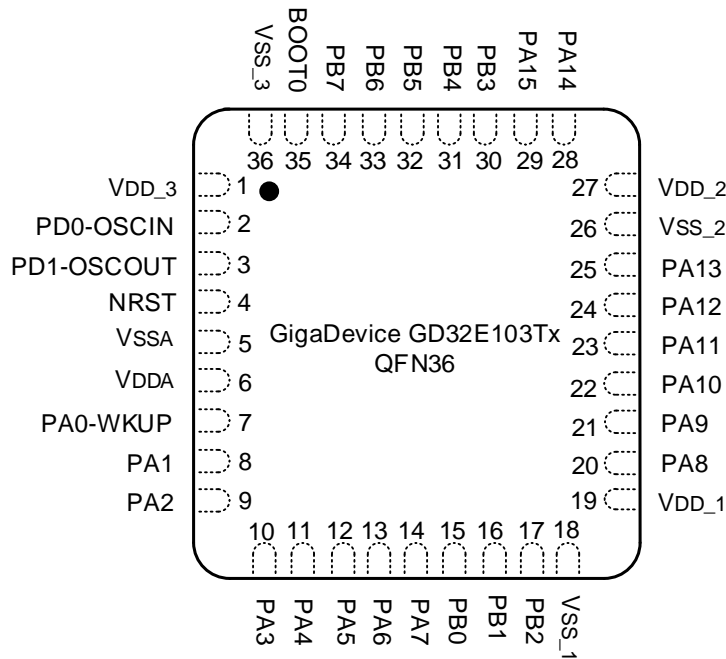 VSS_3 BOOT0 PB7 PB6 PB5 PB4 PB3 PA15 PA14
36 35 34 33 32 31 30 29 28
VDD_3 1
PD0-OSCIN 2
PD1-OSCOUT 3
NRST 4
VSSA 5
VDDA 6
PA0-WKUP 7
PA1 8
PA2 9
GigaDevice GD32E103Tx
QFN36
27 VDD_2
26 VSS_2
25 PA13
24 PA12
23 PA11
22 PA10
21 PA9
20 PA8
19 VDD_1
10 11 12 13 14 15 16 17 18
PA3 PA4 PA5 PA6 PA7 PB0 PB1 PB2 VSS_1